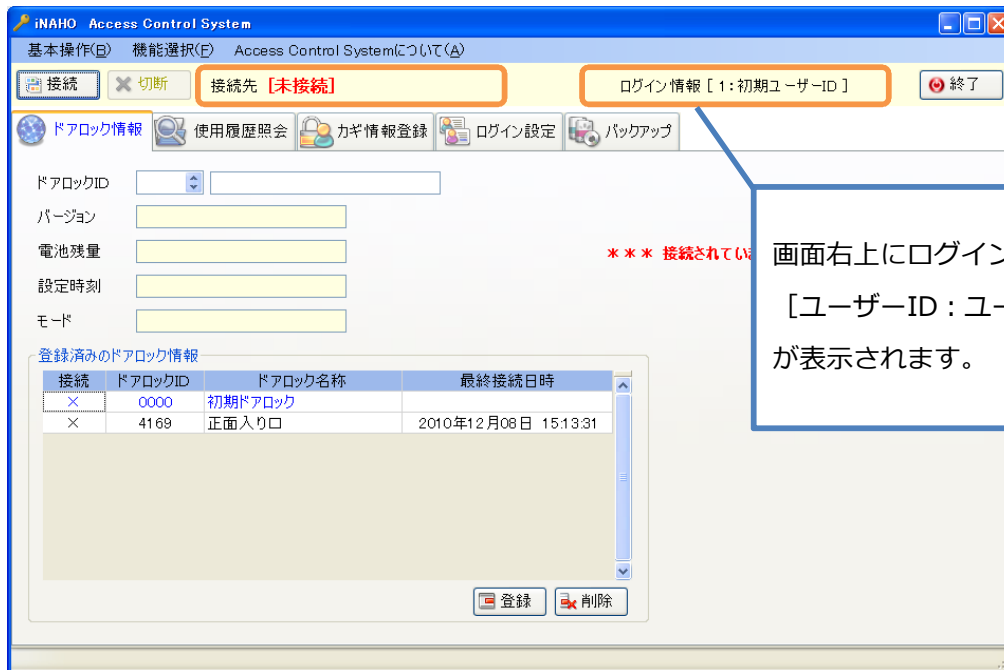 iNAHO Access Control System
基本操作(B) 機能選択(F) Access Control Systemについて(A)
接続 切断 接続先 [未接続] ログイン情報 [ 1:初期ユーザーID ] 終了
ドアロック情報 使用履歴照会 カギ情報登録 ログイン設定 バックアップ
ドアロックID
バージョン
電池残量
*** 接続されてい
設定時刻
モード
画面右上にログイン
［ユーザーID：ユー
が表示されます。
登録済みのドアロック情報
接続 ドアロックID ドアロック名称 最終接続日時
× 0000 初期ドアロック
× 4169 正面入り口 2010年12月08日 15:13:31
登録 削除